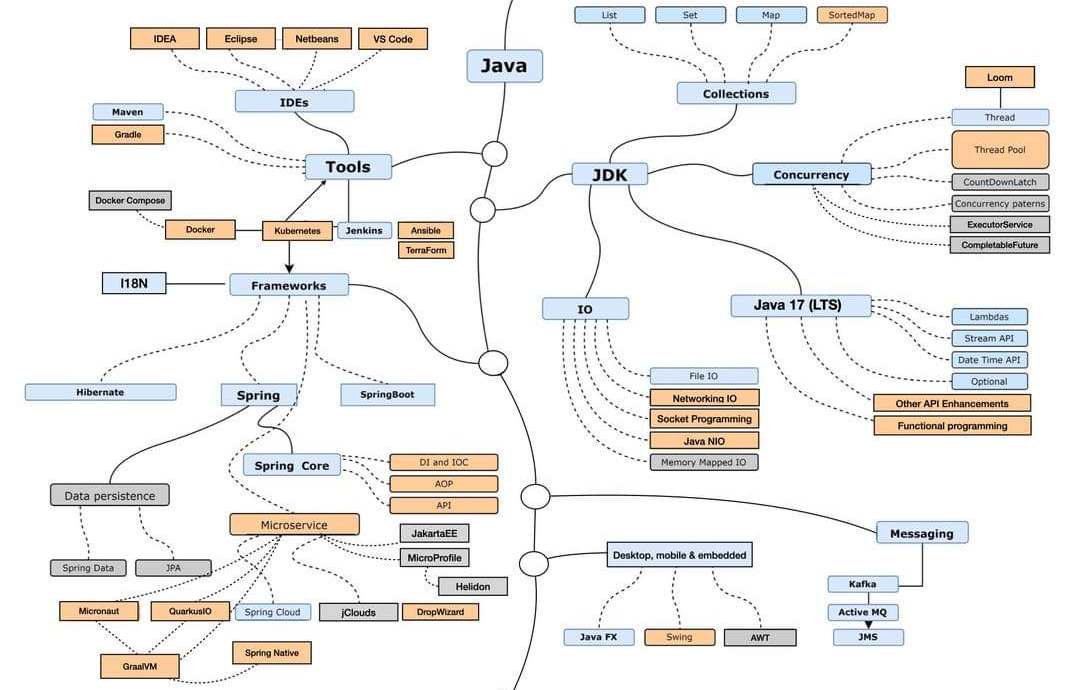 Java
IDEA
Eclipse
Netbeans
VS Code
IDEs
Maven
Gradle
Tools
Docker Compose
Docker
Kubernetes
Jenkins
Ansible
TerraForm
I18N
Frameworks
Hibernate
Spring
SpringBoot
Spring Core
DI and IOC
AOP
API
Data persistence
Spring Data
JPA
Microservice
JakartaEE
MicroProfile
Helidon
Micronaut
QuarkusIO
Spring Cloud
jClouds
DropWizard
GraalVM
Spring Native
List
Set
Map
SortedMap
Collections
JDK
Concurrency
Loom
Thread
Thread Pool
CountDownLatch
Concurrency paterns
ExecutorService
CompletableFuture
IO
File IO
Networking IO
Socket Programming
Java NIO
Memory Mapped IO
Java 17 (LTS)
Lambdas
Stream API
Date Time API
Optional
Other API Enhancements
Functional programming
Messaging
Kafka
Active MQ
JMS
Desktop, mobile & embedded
Java FX
Swing
AWT